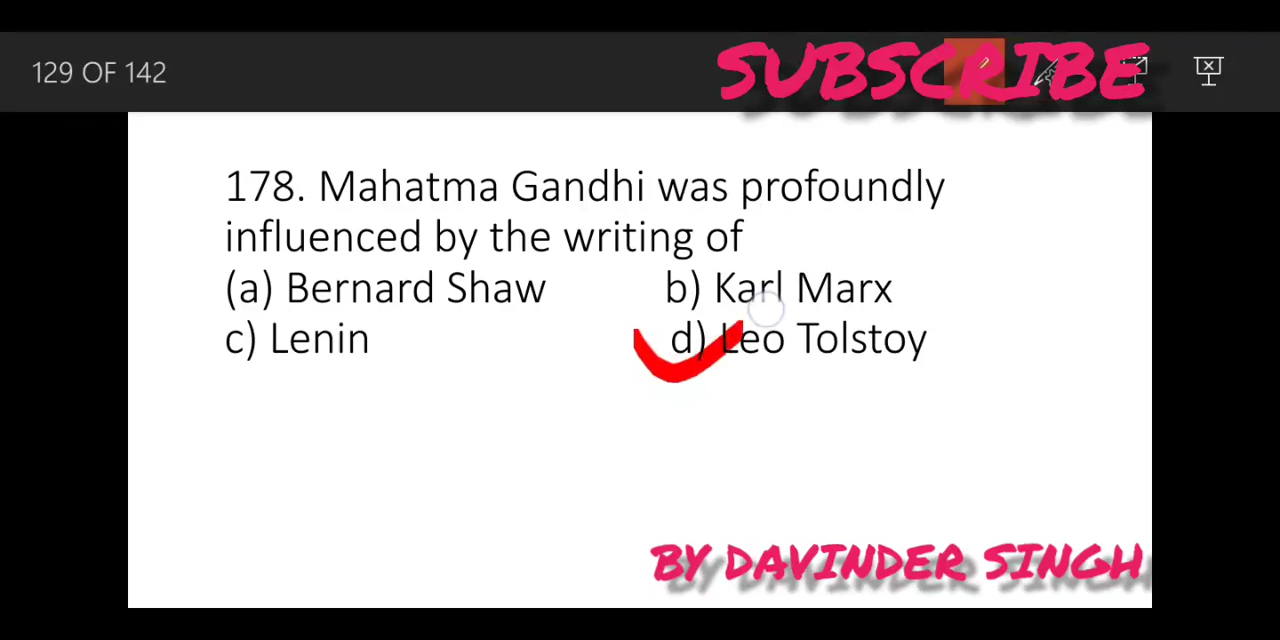 129 OF 142
SUBSCRIBE
178. Mahatma Gandhi was profoundly
influenced by the writing of
(a) Bernard Shaw b) Karl Marx
c) Lenin d) Leo Tolstoy
BY DAVINDER SINGH